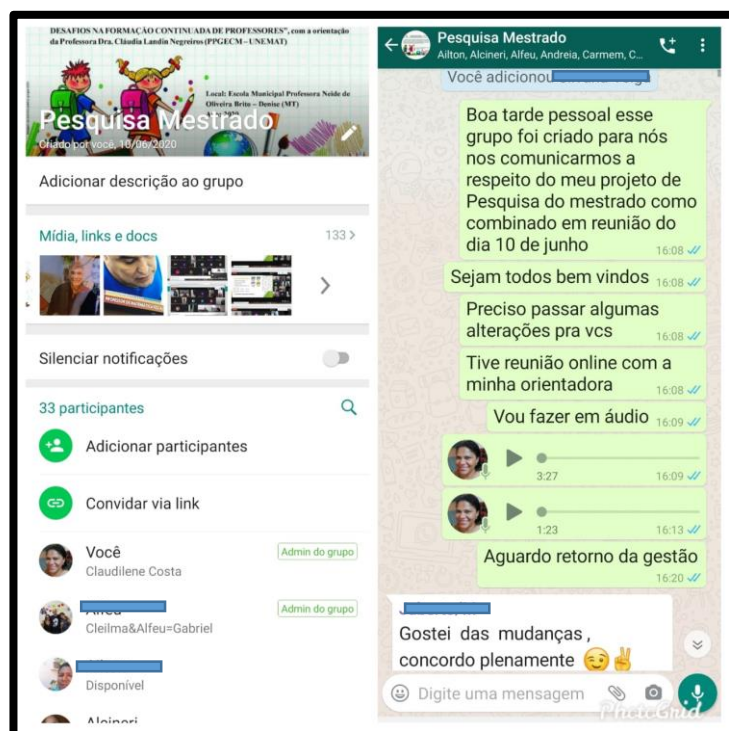 DESAFIOS NA FORMAÇÃO CONTINUADA DE PROFESSORES", com a orientação
da Professora Dra. Cláudia Landin Negreiros (PPGECM – UNEMAT)
Local: Escola Municipal Professora Neide de
Oliveira Brito – Denise (MT)
2020
Pesquisa Mestrado
Criado por você, 10/06/2020
Adicionar descrição ao grupo
Mídia, links e docs 133 >
Silenciar notificações
33 participantes
Adicionar participantes
Convidar via link
Você Admin do grupo
Claudilene Costa
Admin do grupo
Cleilma&Alfeu=Gabriel
Disponível
Alcineri
Pesquisa Mestrado
Ailton, Alcineri, Alfeu, Andreia, Carmem, C...
Você adicionou
Boa tarde pessoal esse
grupo foi criado para nós
nos comunicarmos a
respeito do meu projeto de
Pesquisa do mestrado como
combinado em reunião do
dia 10 de junho 16:08
Sejam todos bem vindos 16:08
Preciso passar algumas
alterações pra vcs 16:08
Tive reunião online com a
minha orientadora 16:08
Vou fazer em áudio 16:09
3:27 16:09
1:23 16:13
Aguardo retorno da gestão
16:20
Gostei das mudanças ,
concordo plenamente 😉✌
Digite uma mensagem
PhotoGrid